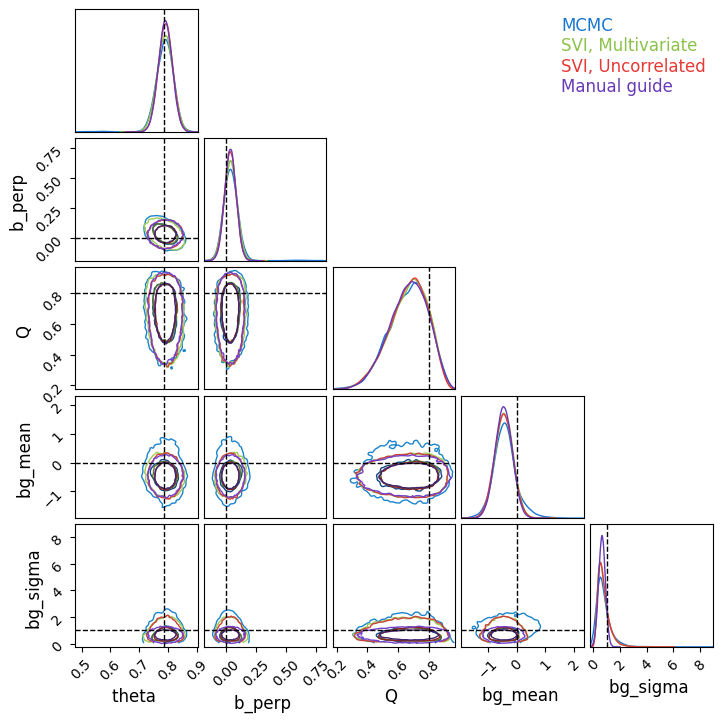 MCMC
SVI, Multivariate
SVI, Uncorrelated
Manual guide
b_perp
0.75
0.50
0.25
0.00
Q
0.8
0.6
0.4
0.2
bg_mean
2
1
0
−1
bg_sigma
8
6
4
2
0
0.5 0.6 0.7 0.8 0.9
theta
0.00 0.25 0.50 0.75
b_perp
0.2 0.4 0.6 0.8
Q
−1 0 1 2
bg_mean
0 2 4 6 8
bg_sigma